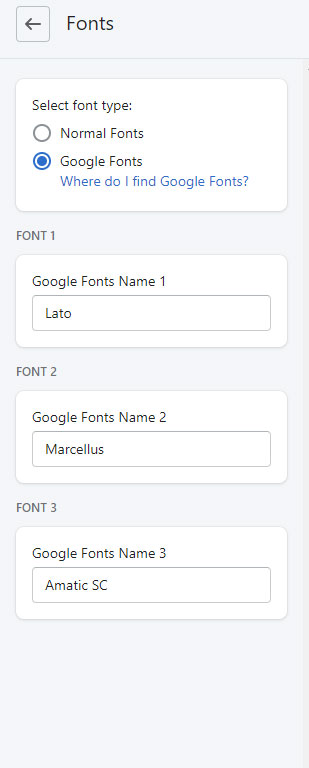 Fonts
Select font type:
Normal Fonts
Google Fonts
Where do I find Google Fonts?
FONT 1
Google Fonts Name 1
Lato
FONT 2
Google Fonts Name 2
Marcellus
FONT 3
Google Fonts Name 3
Amatic SC